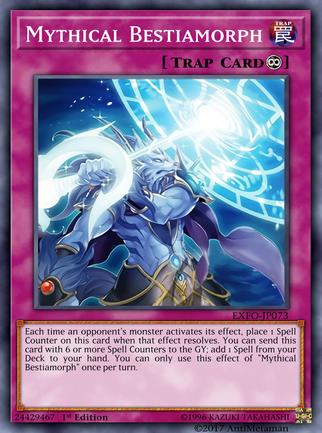 Mythical Bestiamorph
TRAP
罠
[Trap Card∞]
EXFO-JP073
Each time an opponent's monster activates its effect, place 1 Spell
Counter on this card when that effect resolves. You can send this
card with 6 or more Spell Counters to the GY; add 1 Spell from your
Deck to your hand. You can only use this effect of "Mythical
Bestiamorph" once per turn.
24429467 1st Edition ©1996 KAZUKI TAKAHASHI
©2017 AntiMetaman